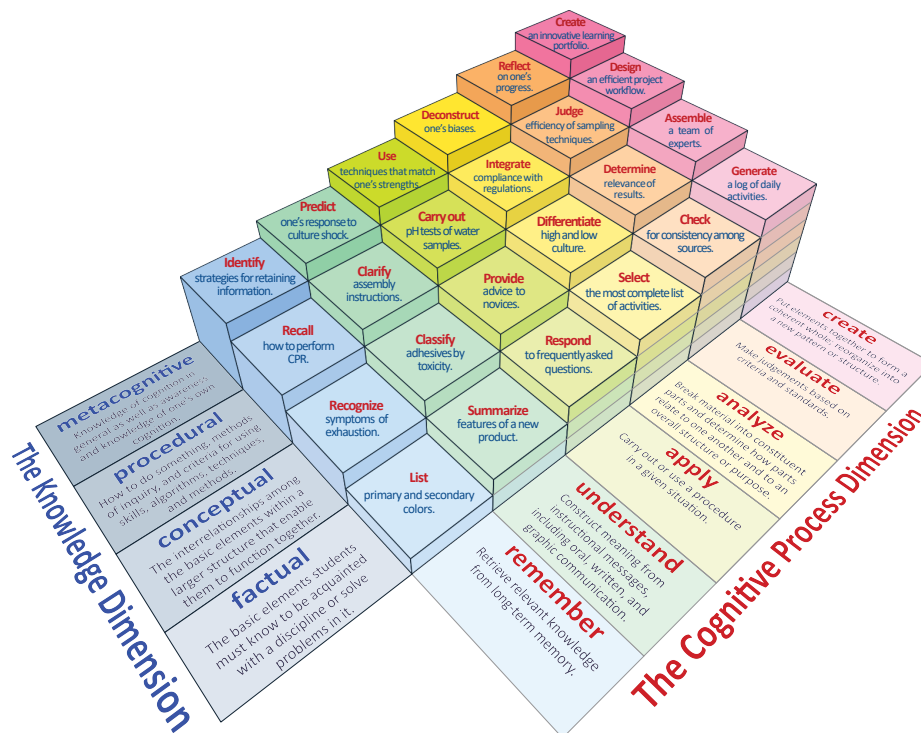 Create
an innovative learning
portfolio.
Reflect
on one's
progress.
Design
an efficient project
workflow.
Deconstruct
one's biases.
Judge
efficiency of sampling
techniques.
Assemble
a team of
experts.
Use
techniques that match
one's strengths.
Integrate
compliance with
regulations.
Determine
relevance of
results.
Generate
a log of daily
activities.
Predict
one's response to
culture shock.
Carry out
pH tests of water
samples.
Differentiate
high and low
culture.
Check
for consistency among
sources.
Identify
strategies for retaining
information.
Clarify
assembly
instructions.
Provide
advice to
novices.
Select
the most complete list
of activities.
Recall
how to perform
CPR.
Classify
adhesives by
toxicity.
Respond
to frequently asked
questions.
Recognize
symptoms of
exhaustion.
Summarize
features of a new
product.
List
primary and secondary
colors.
The Knowledge Dimension
metacognitive
Knowledge of cognition in
general as well as awareness
and knowledge of one's own
cognition.
procedural
How to do something, methods
of inquiry, and criteria for using
skills, algorithms, techniques,
and methods.
conceptual
The interrelationships among
the basic elements within a
larger structure that enable
them to function together.
factual
The basic elements students
must know to be acquainted
with a discipline or solve
problems in it.
The Cognitive Process Dimension
remember
Retrieve relevant knowledge
from long-term memory.
understand
Construct meaning from
instructional messages,
including oral, written, and
graphic communication.
apply
Carry out or use a procedure
in a given situation.
analyze
Break material into constituent
parts and determine how parts
relate to one another and to an
overall structure or purpose.
evaluate
Make judgements based on
criteria and standards.
create
Put elements together to form a
coherent whole; reorganize into
a new pattern or structure.